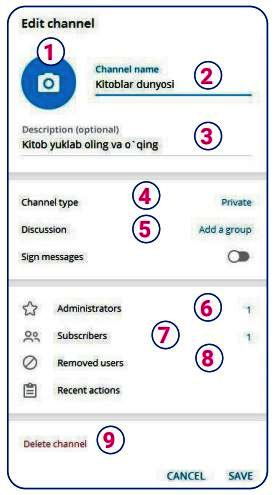 Edit channel
1
Channel name
Kitoblar dunyosi
2
Description (optional)
Kitob yuklab oling va o`qing
3
Channel type 4 Private
Discussion 5 Add a group
Sign messages
Administrators 6 1
Subscribers 7 1
Removed users 8
Recent actions
Delete channel 9
CANCEL SAVE